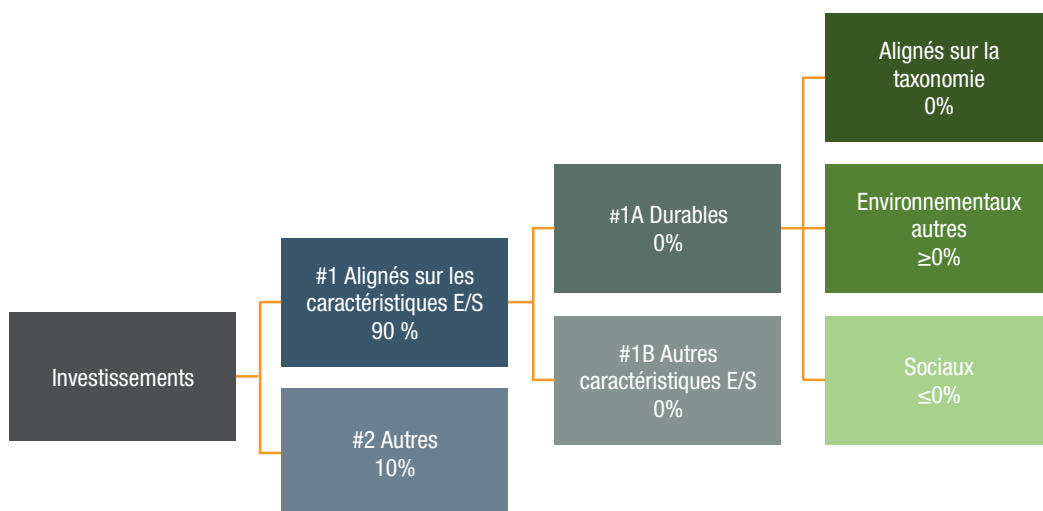 Investissements
#1 Alignés sur les
caractéristiques E/S
90 %
#2 Autres
10%
#1A Durables
0%
#1B Autres
caractéristiques E/S
0%
Alignés sur la
taxonomie
0%
Environnementaux
autres
≥0%
Sociaux
≤0%